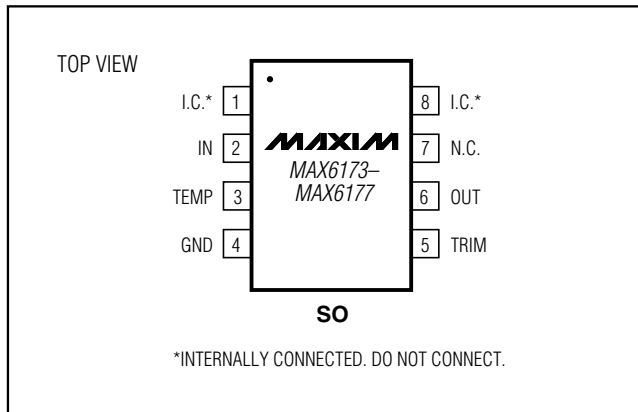 TOP VIEW
I.C.* 1
8 I.C.*
IN 2
MAXIM
7 N.C.
MAX6173–
MAX6177
TEMP 3
6 OUT
GND 4
5 TRIM
SO
*INTERNALLY CONNECTED. DO NOT CONNECT.